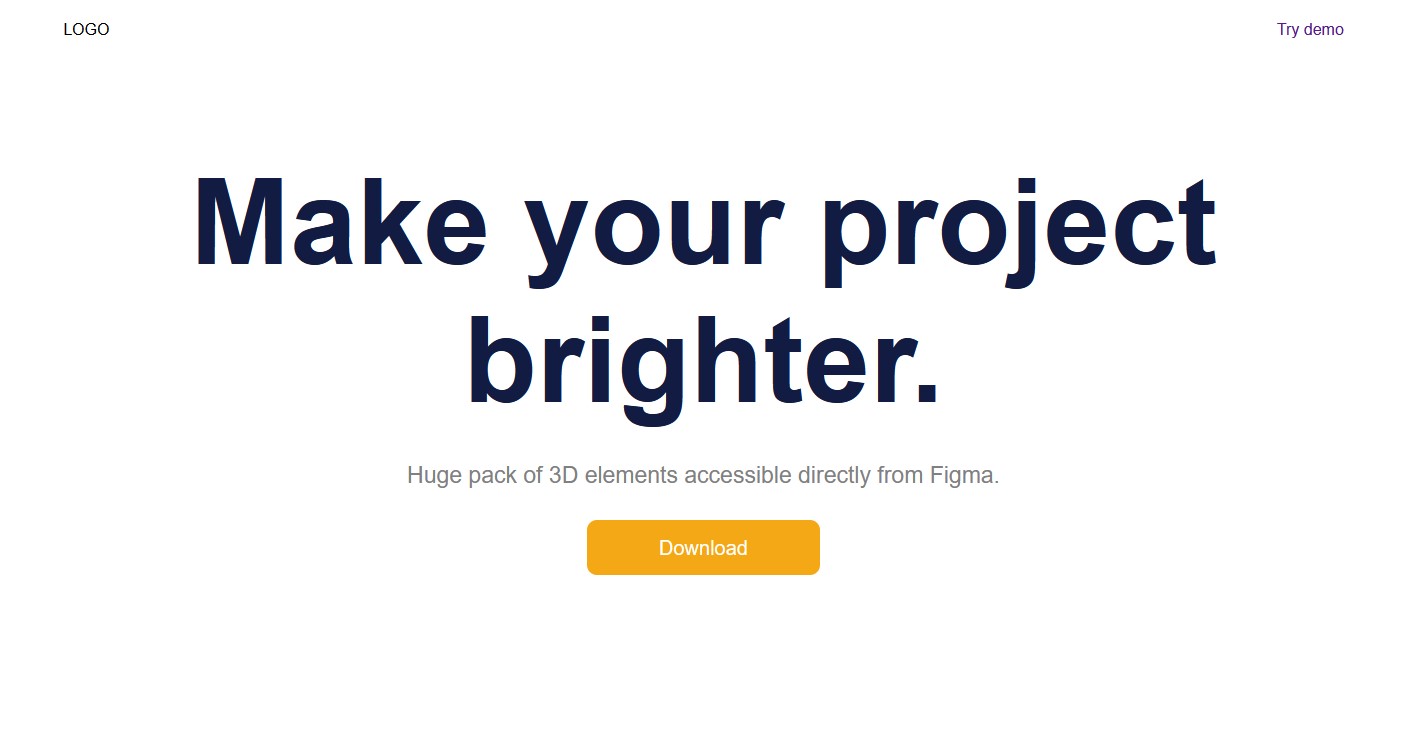 LOGO
Try demo
Make your project
brighter.
Huge pack of 3D elements accessible directly from Figma.
Download